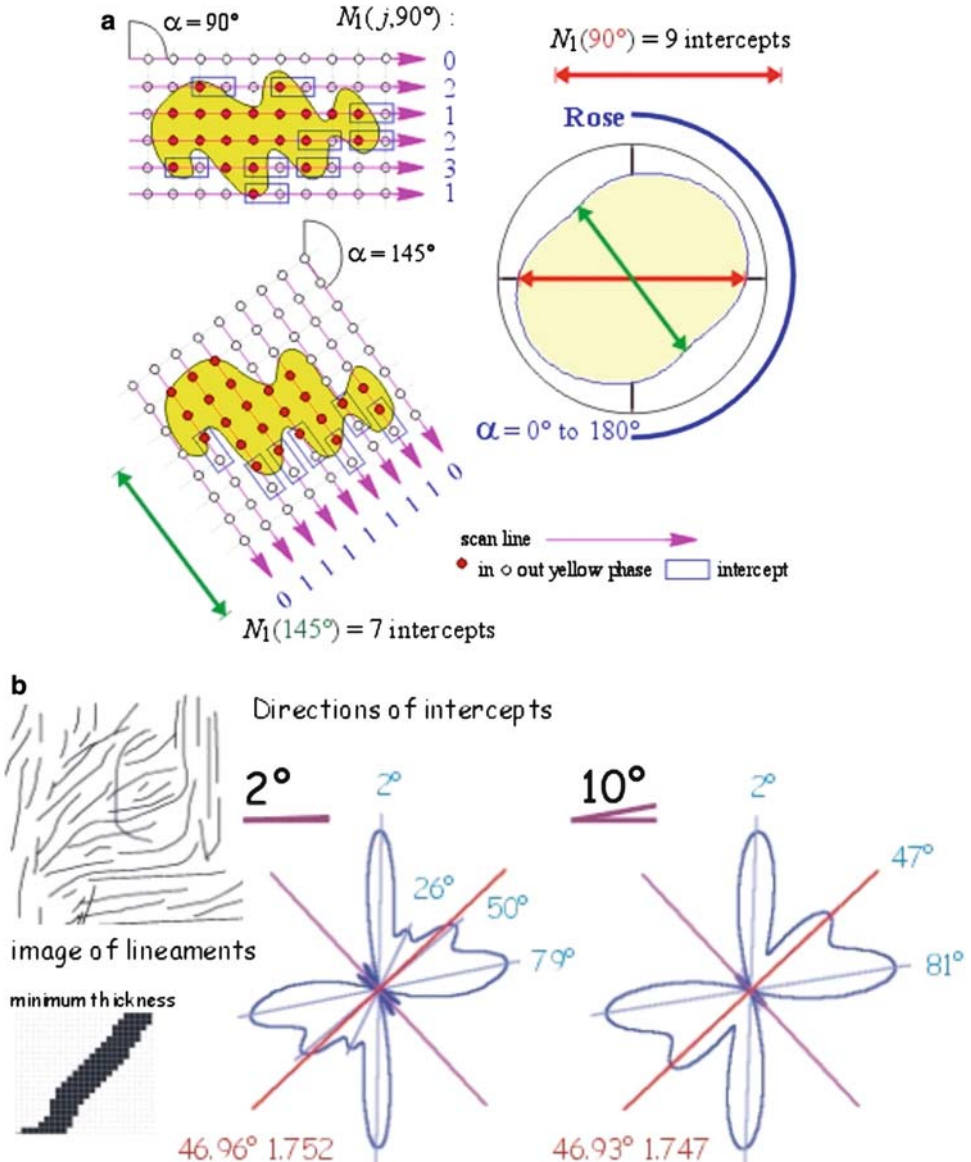 a
α = 90°
N1(j,90°) :
0
2
1
2
3
1
N1(90°) = 9 intercepts
Rose
α = 0° to 180°
α = 145°
0 1 1 1 1 1 1 1 0
N1(145°) = 7 intercepts
scan line
in out yellow phase intercept
b
Directions of intercepts
image of lineaments
minimum thickness
2°
2°
26°
50°
79°
46.96° 1.752
10°
2°
47°
81°
46.93° 1.747